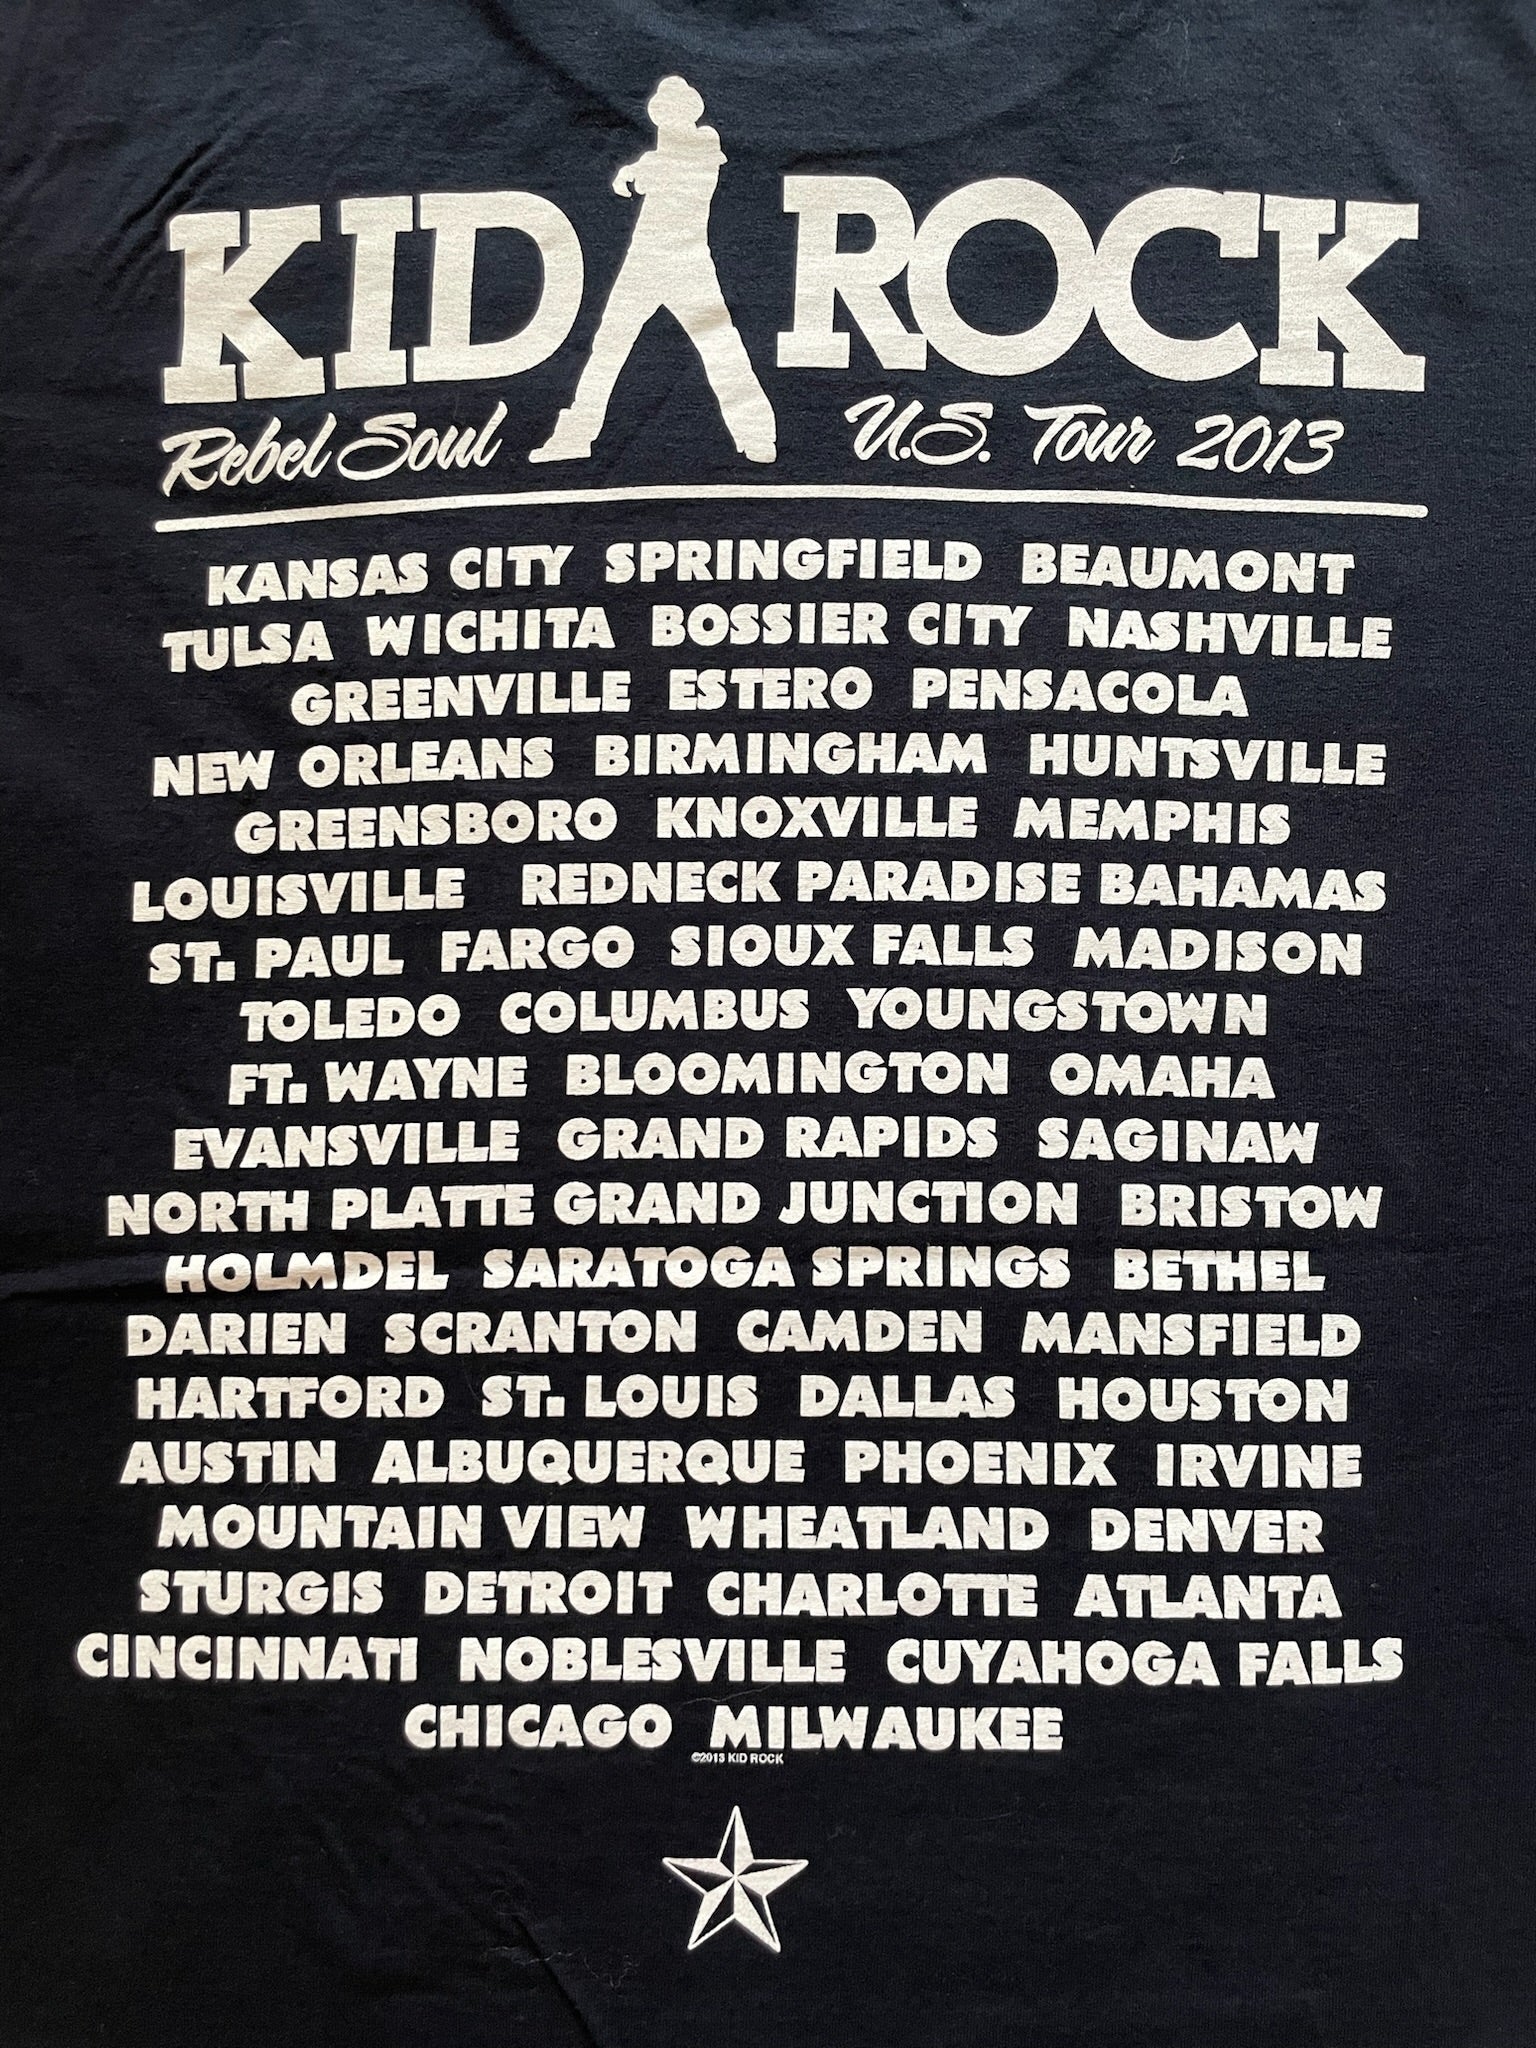 KID ROCK
Rebel Soul U.S. Tour 2013
KANSAS CITY SPRINGFIELD BEAUMONT
TULSA WICHITA BOSSIER CITY NASHVILLE
GREENVILLE ESTERO PENSACOLA
NEW ORLEANS BIRMINGHAM HUNTSVILLE
GREENSBORO KNOXVILLE MEMPHIS
LOUISVILLE REDNECK PARADISE BAHAMAS
ST. PAUL FARGO SIOUX FALLS MADISON
TOLEDO COLUMBUS YOUNGSTOWN
FT. WAYNE BLOOMINGTON OMAHA
EVANSVILLE GRAND RAPIDS SAGINAW
NORTH PLATTE GRAND JUNCTION BRISTOW
HOLMDEL SARATOGA SPRINGS BETHEL
DARIEN SCRANTON CAMDEN MANSFIELD
HARTFORD ST. LOUIS DALLAS HOUSTON
AUSTIN ALBUQUERQUE PHOENIX IRVINE
MOUNTAIN VIEW WHEATLAND DENVER
STURGIS DETROIT CHARLOTTE ATLANTA
CINCINNATI NOBLESVILLE CUYAHOGA FALLS
CHICAGO MILWAUKEE
©2013 KID ROCK